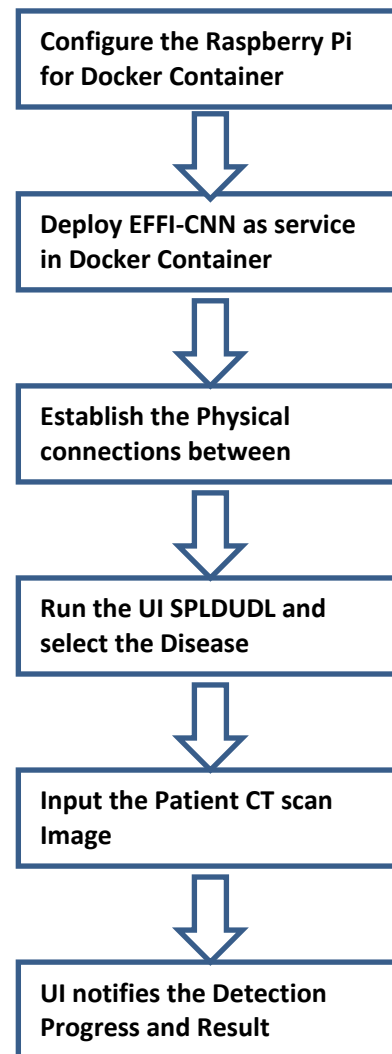 Configure the Raspberry Pi
for Docker Container
Deploy EFFI-CNN as service
in Docker Container
Establish the Physical
connections between
Run the UI SPLDUDL and
select the Disease
Input the Patient CT scan
Image
UI notifies the Detection
Progress and Result